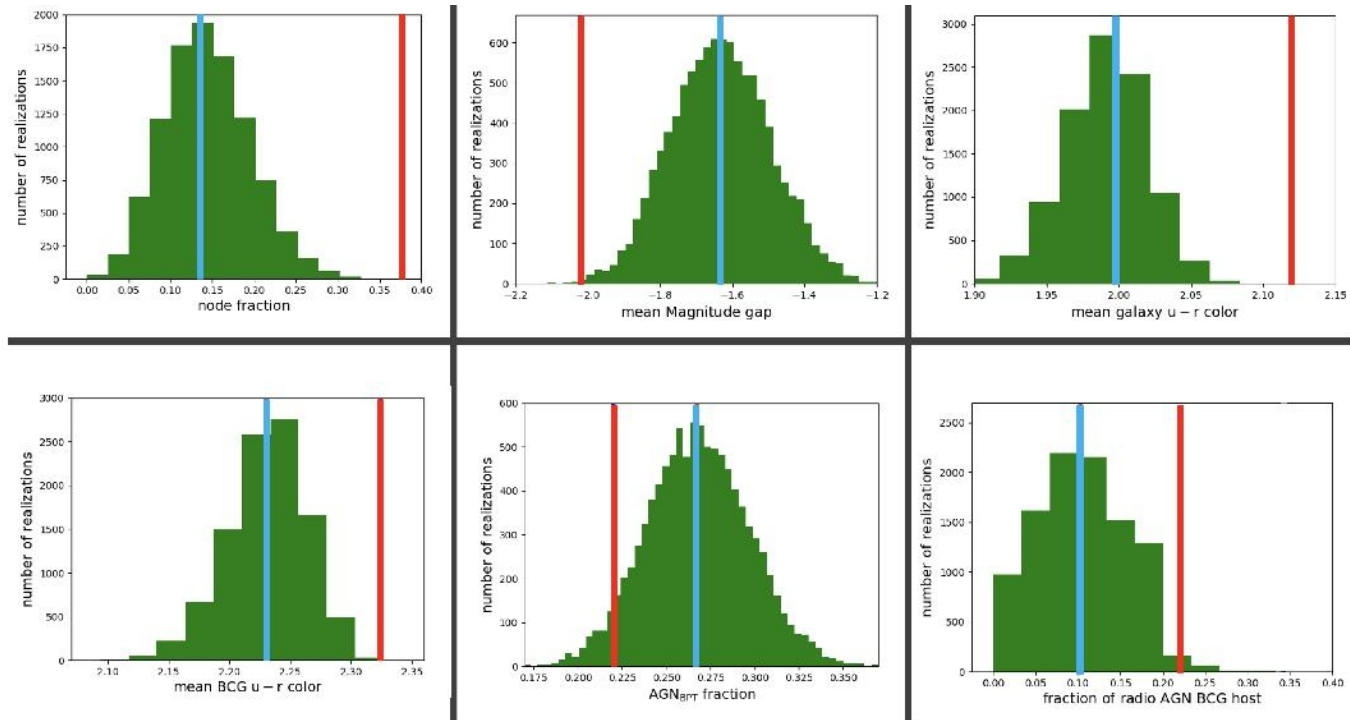 number of realizations
2000
1750
1500
1250
1000
750
500
250
0
0.00 0.05 0.10 0.15 0.20 0.25 0.30 0.35 0.40
node fraction
number of realizations
600
500
400
300
200
100
0
−2.2 −2.0 −1.8 −1.6 −1.4 −1.2
mean Magnitude gap
number of realizations
3000
2500
2000
1500
1000
500
0
1.90 1.95 2.00 2.05 2.10 2.15
mean galaxy u − r color
number of realizations
3000
2500
2000
1500
1000
500
0
2.10 2.15 2.20 2.25 2.30 2.35
mean BCG u − r color
number of realizations
600
500
400
300
200
100
0
0.175 0.200 0.225 0.250 0.275 0.300 0.325 0.350
AGNBPT fraction
number of realizations
2500
2000
1500
1000
500
0
0.00 0.05 0.10 0.15 0.20 0.25 0.30 0.35 0.40
fraction of radio AGN BCG host